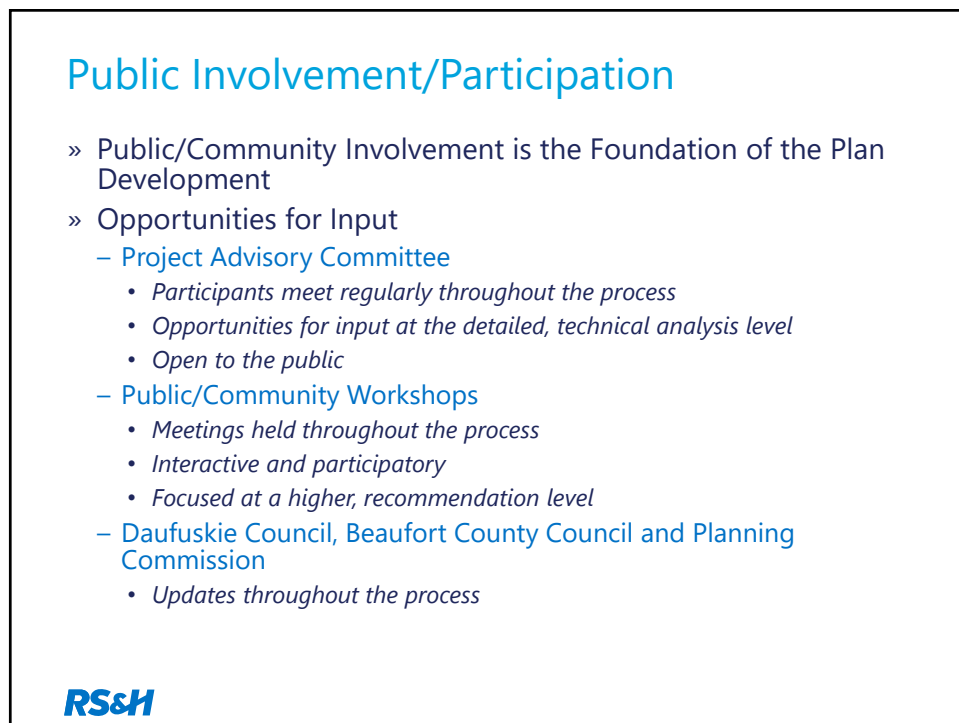 Public Involvement/Participation
» Public/Community Involvement is the Foundation of the Plan
Development
» Opportunities for Input
– Project Advisory Committee
• Participants meet regularly throughout the process
• Opportunities for input at the detailed, technical analysis level
• Open to the public
– Public/Community Workshops
• Meetings held throughout the process
• Interactive and participatory
• Focused at a higher, recommendation level
– Daufuskie Council, Beaufort County Council and Planning
Commission
• Updates throughout the process
RS&H